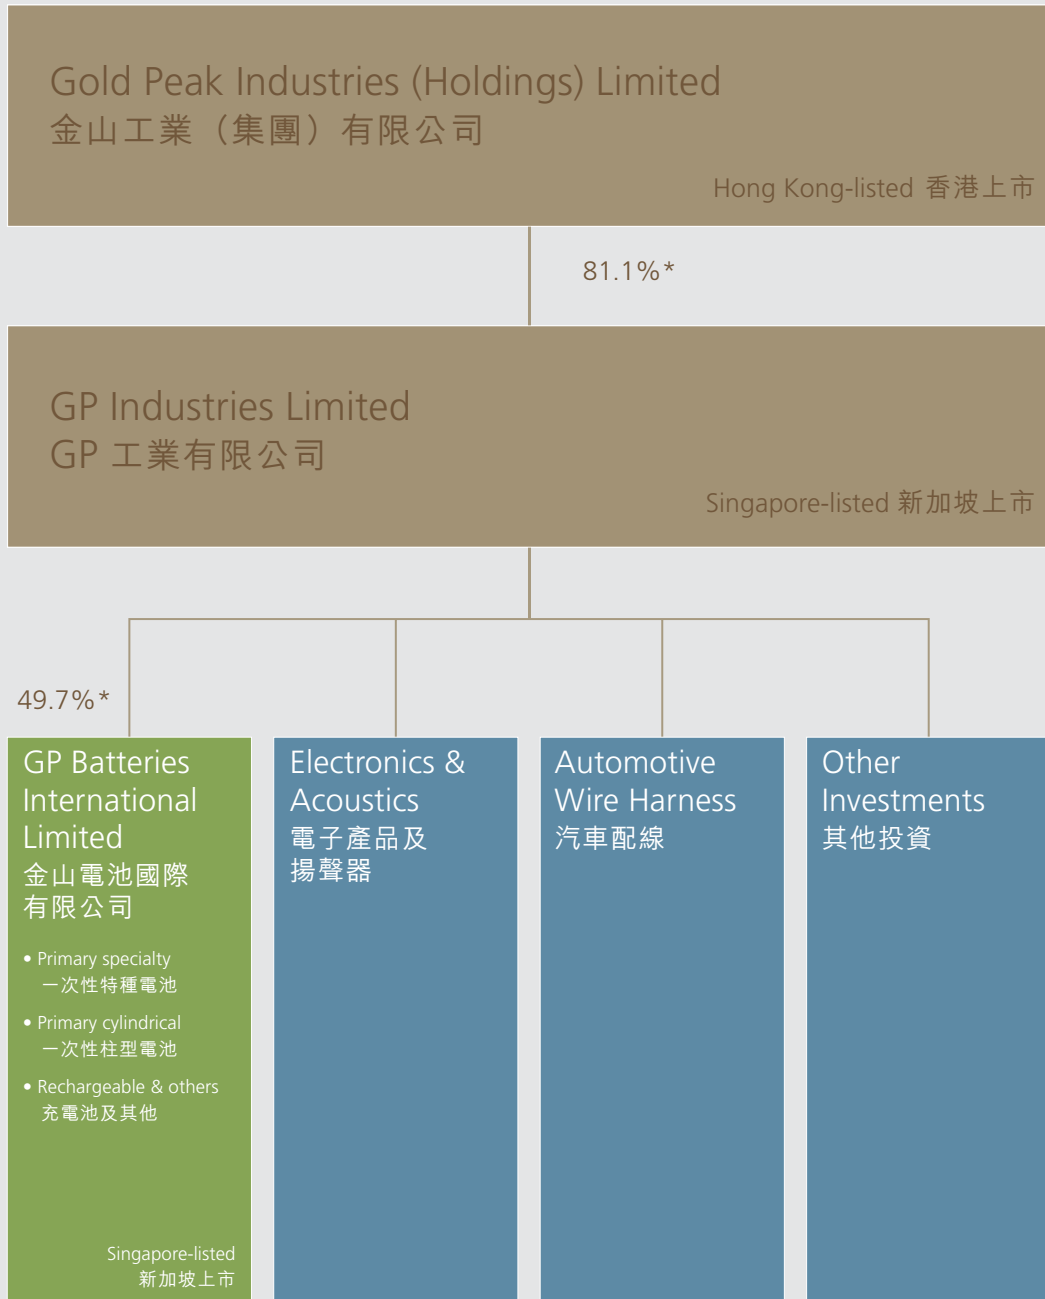 Gold Peak Industries (Holdings) Limited
金山工業（集團）有限公司
Hong Kong-listed 香港上市
81.1%*
GP Industries Limited
GP 工業有限公司
Singapore-listed 新加坡上市
49.7%*
GP Batteries
International
Limited
金山電池國際
有限公司
• Primary specialty
一次性特種電池
• Primary cylindrical
一次性柱型電池
• Rechargeable & others
充電池及其他
Singapore-listed
新加坡上市
Electronics &
Acoustics
電子產品及
揚聲器
Automotive
Wire Harness
汽車配線
Other
Investments
其他投資